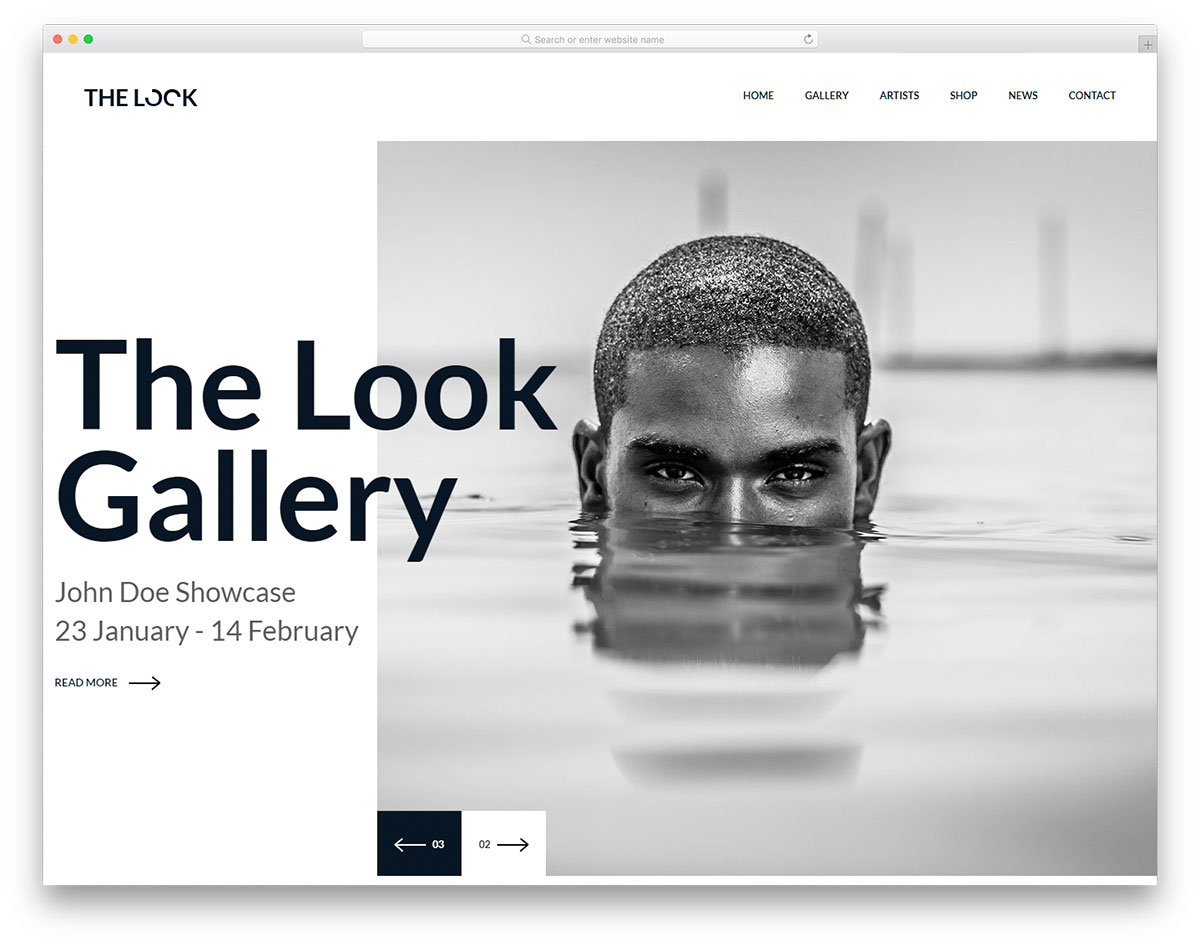 Search or enter website name
THE LOOK
HOME GALLERY ARTISTS SHOP NEWS CONTACT
The Look
Gallery
John Doe Showcase
23 January - 14 February
READ MORE
03 02